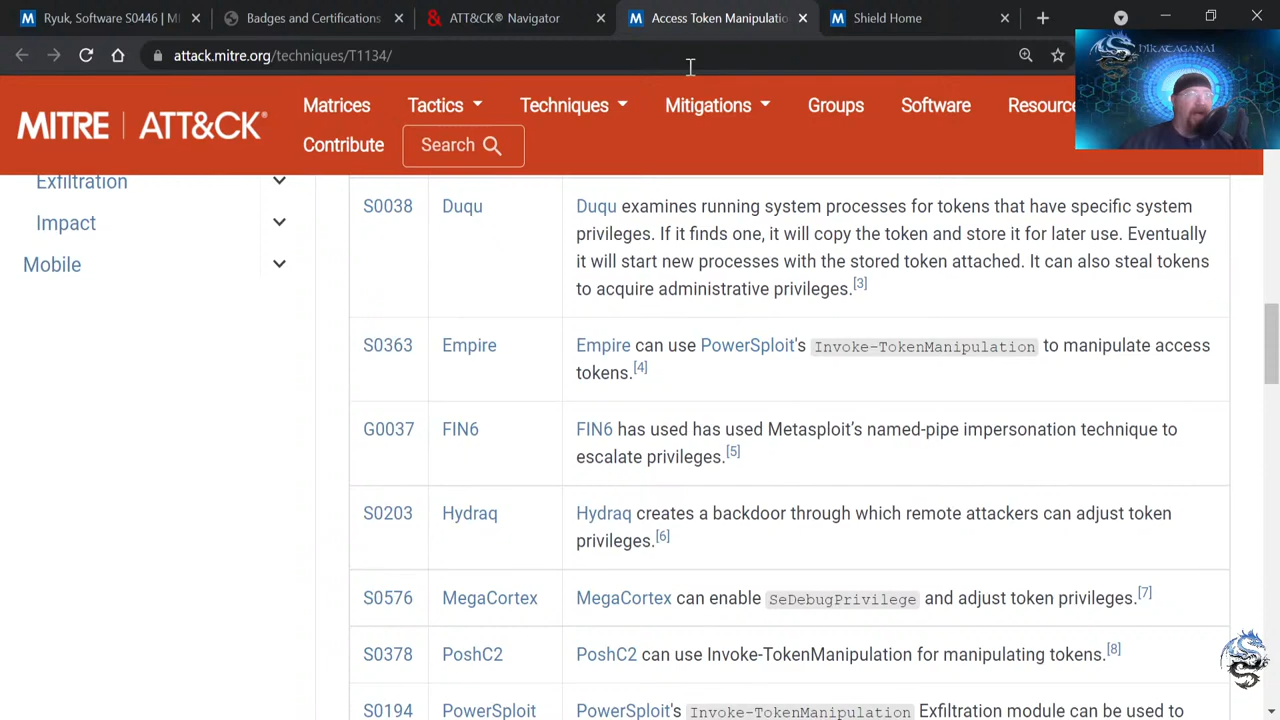 Ryuk, Software S0446 | M
Badges and Certifications
ATT&CK® Navigator
Access Token Manipulatio
Shield Home
attack.mitre.org/techniques/T1134/
HIKATAGANAI
MITRE | ATT&CK®
Matrices
Tactics
Techniques
Mitigations
Groups
Software
Resource
Contribute
Search
Exfiltration
Impact
Mobile
S0038
Duqu
Duqu examines running system processes for tokens that have specific system
privileges. If it finds one, it will copy the token and store it for later use. Eventually
it will start new processes with the stored token attached. It can also steal tokens
to acquire administrative privileges.[3]
S0363
Empire
Empire can use PowerSploit's Invoke-TokenManipulation to manipulate access
tokens.[4]
G0037
FIN6
FIN6 has used has used Metasploit’s named-pipe impersonation technique to
escalate privileges.[5]
S0203
Hydraq
Hydraq creates a backdoor through which remote attackers can adjust token
privileges.[6]
S0576
MegaCortex
MegaCortex can enable SeDebugPrivilege and adjust token privileges.[7]
S0378
PoshC2
PoshC2 can use Invoke-TokenManipulation for manipulating tokens.[8]
S0194
PowerSploit
PowerSploit's Invoke-TokenManipulation Exfiltration module can be used to